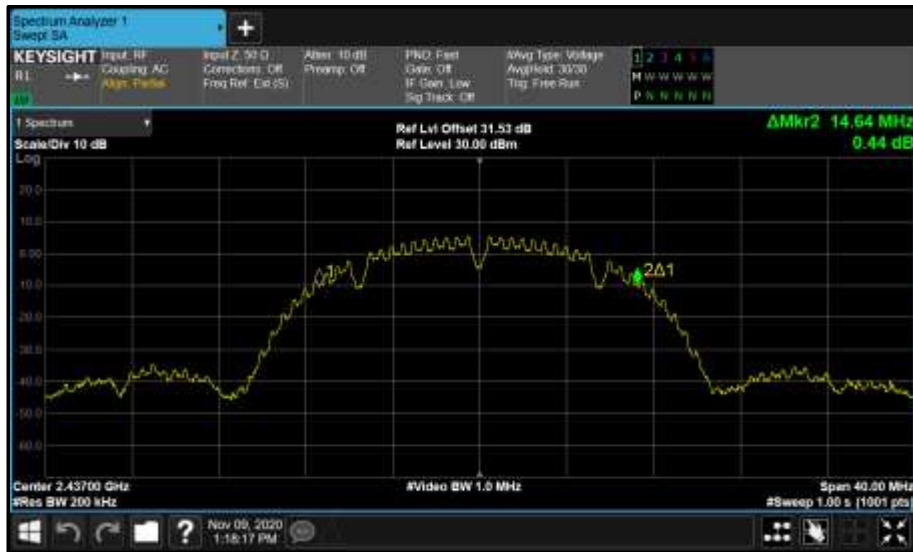 Spectrum Analyzer 1
Swept SA
+
KEYSIGHT
Input: RF
Coupling: AC
Align: Partial
Input Z: 50 Ω
Corrections: Off
Freq Ref: Ext (S)
Atten: 10 dB
Preamp: Off
PNO: Fast
Gate: Off
IF Gain: Low
Sig Track: Off
#Avg Type: Voltage
Avg|Hold: 30/30
Trig: Free Run
1 2 3 4 5 6
M W W W W W
P N N N N N
1 Spectrum
Scale/Div 10 dB
Ref Lvl Offset 31.53 dB
Ref Level 30.00 dBm
ΔMkr2 14.64 MHz
0.44 dB
Log
20.0
10.0
0.00
-10.0
-20.0
-30.0
-40.0
-50.0
-60.0
1
2Δ1
Center 2.43700 GHz
#Res BW 200 kHz
#Video BW 1.0 MHz
Span 40.00 MHz
#Sweep 1.00 s (1001 pts)
?
Nov 09, 2020
1:18:17 PM